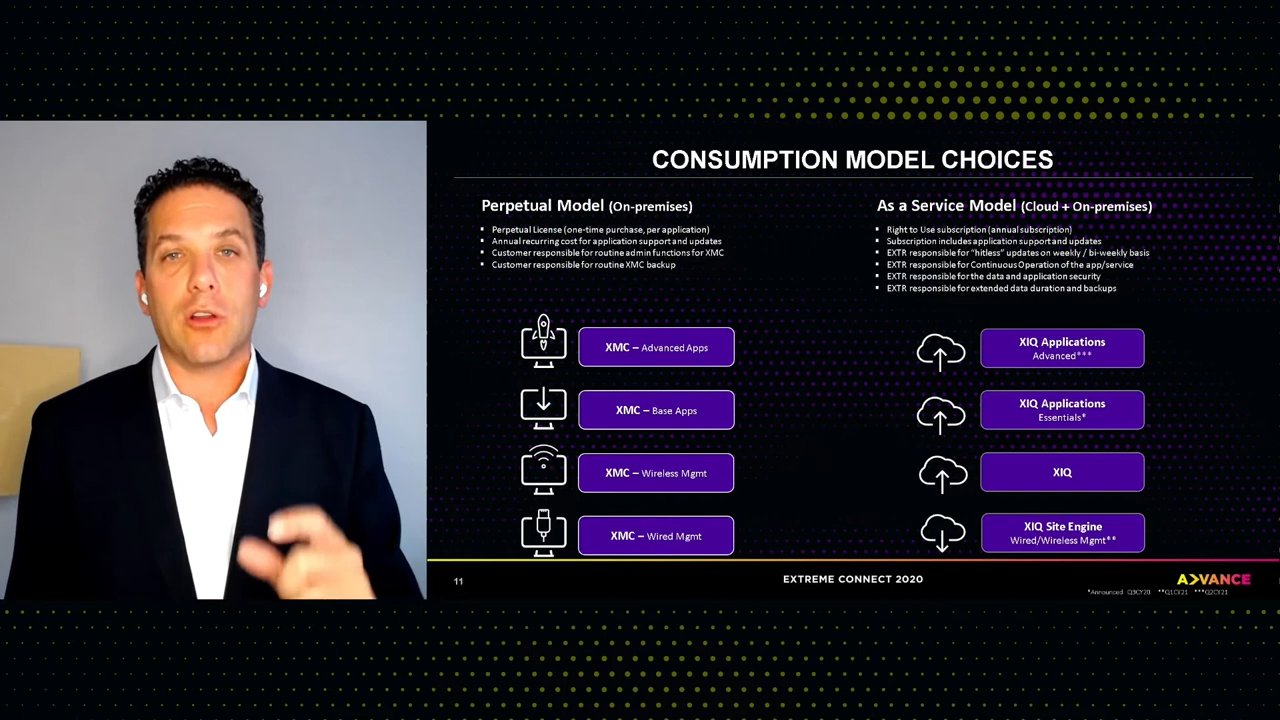 CONSUMPTION MODEL CHOICES
Perpetual Model (On-premises)
▪ Perpetual License (one-time purchase, per application)
▪ Annual recurring cost for application support and updates
▪ Customer responsible for routine admin functions for XMC
▪ Customer responsible for routine XMC backup
XMC – Advanced Apps
XMC – Base Apps
XMC – Wireless Mgmt
XMC – Wired Mgmt
As a Service Model (Cloud + On-premises)
▪ Right to Use subscription (annual subscription)
▪ Subscription includes application support and updates
▪ EXTR responsible for “hitless” updates on weekly / bi-weekly basis
▪ EXTR responsible for Continuous Operation of the app/service
▪ EXTR responsible for the data and application security
▪ EXTR responsible for extended data duration and backups
XIQ Applications
Advanced***
XIQ Applications
Essentials*
XIQ
XIQ Site Engine
Wired/Wireless Mgmt**
11
EXTREME CONNECT 2020
ADVANCE
*Announced Q3CY20 **Q1CY21 ***Q2CY21